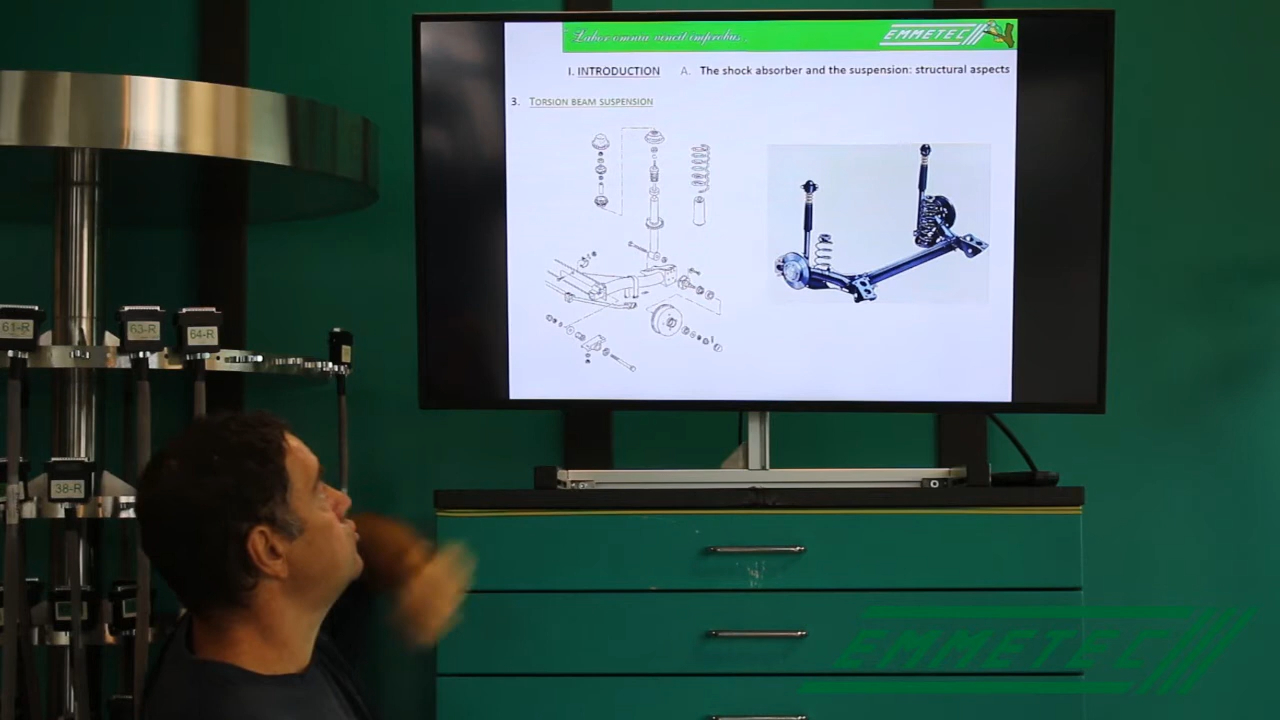 Labor omnia vincit improbus.
EMMETEC
I. INTRODUCTION A. The shock absorber and the suspension: structural aspects
3. TORSION BEAM SUSPENSION
61-R
63-R
64-R
38-R
EMMETEC